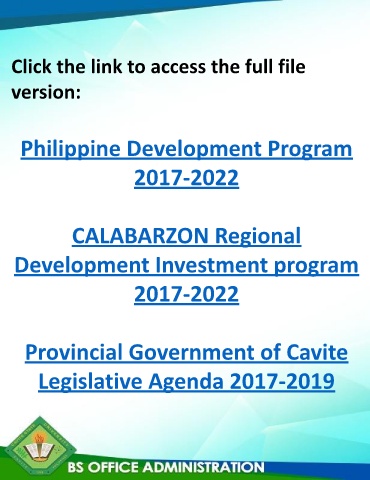 Click the link to access the full file
version:
Philippine Development Program
2017-2022
CALABARZON Regional
Development Investment program
2017-2022
Provincial Government of Cavite
Legislative Agenda 2017-2019
BS OFFICE ADMINISTRATION